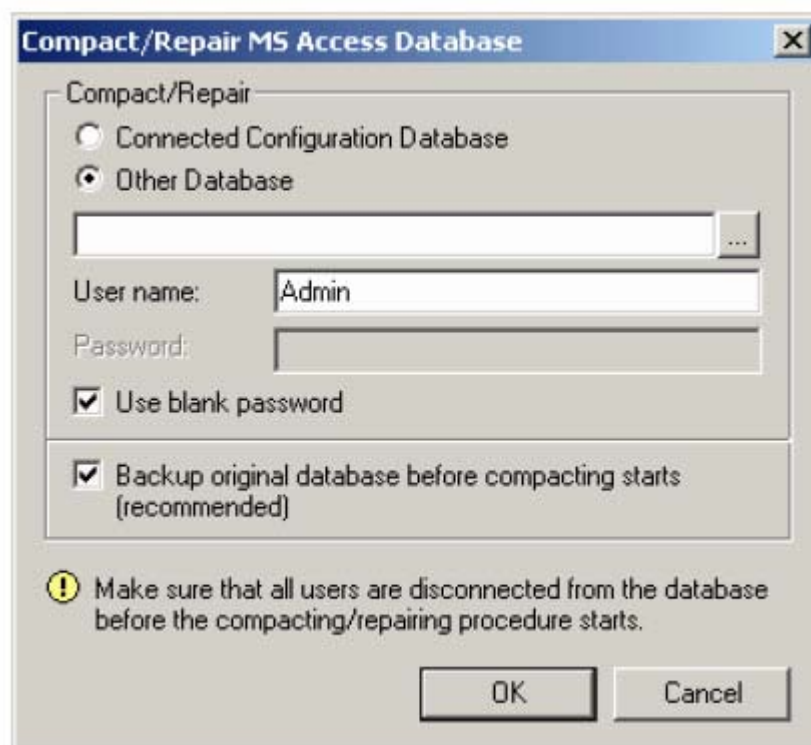 Compact/Repair MS Access Database
Compact/Repair
Connected Configuration Database
Other Database
...
User name:
Admin
Password:
Use blank password
Backup original database before compacting starts
(recommended)
Make sure that all users are disconnected from the database
before the compacting/repairing procedure starts.
OK
Cancel